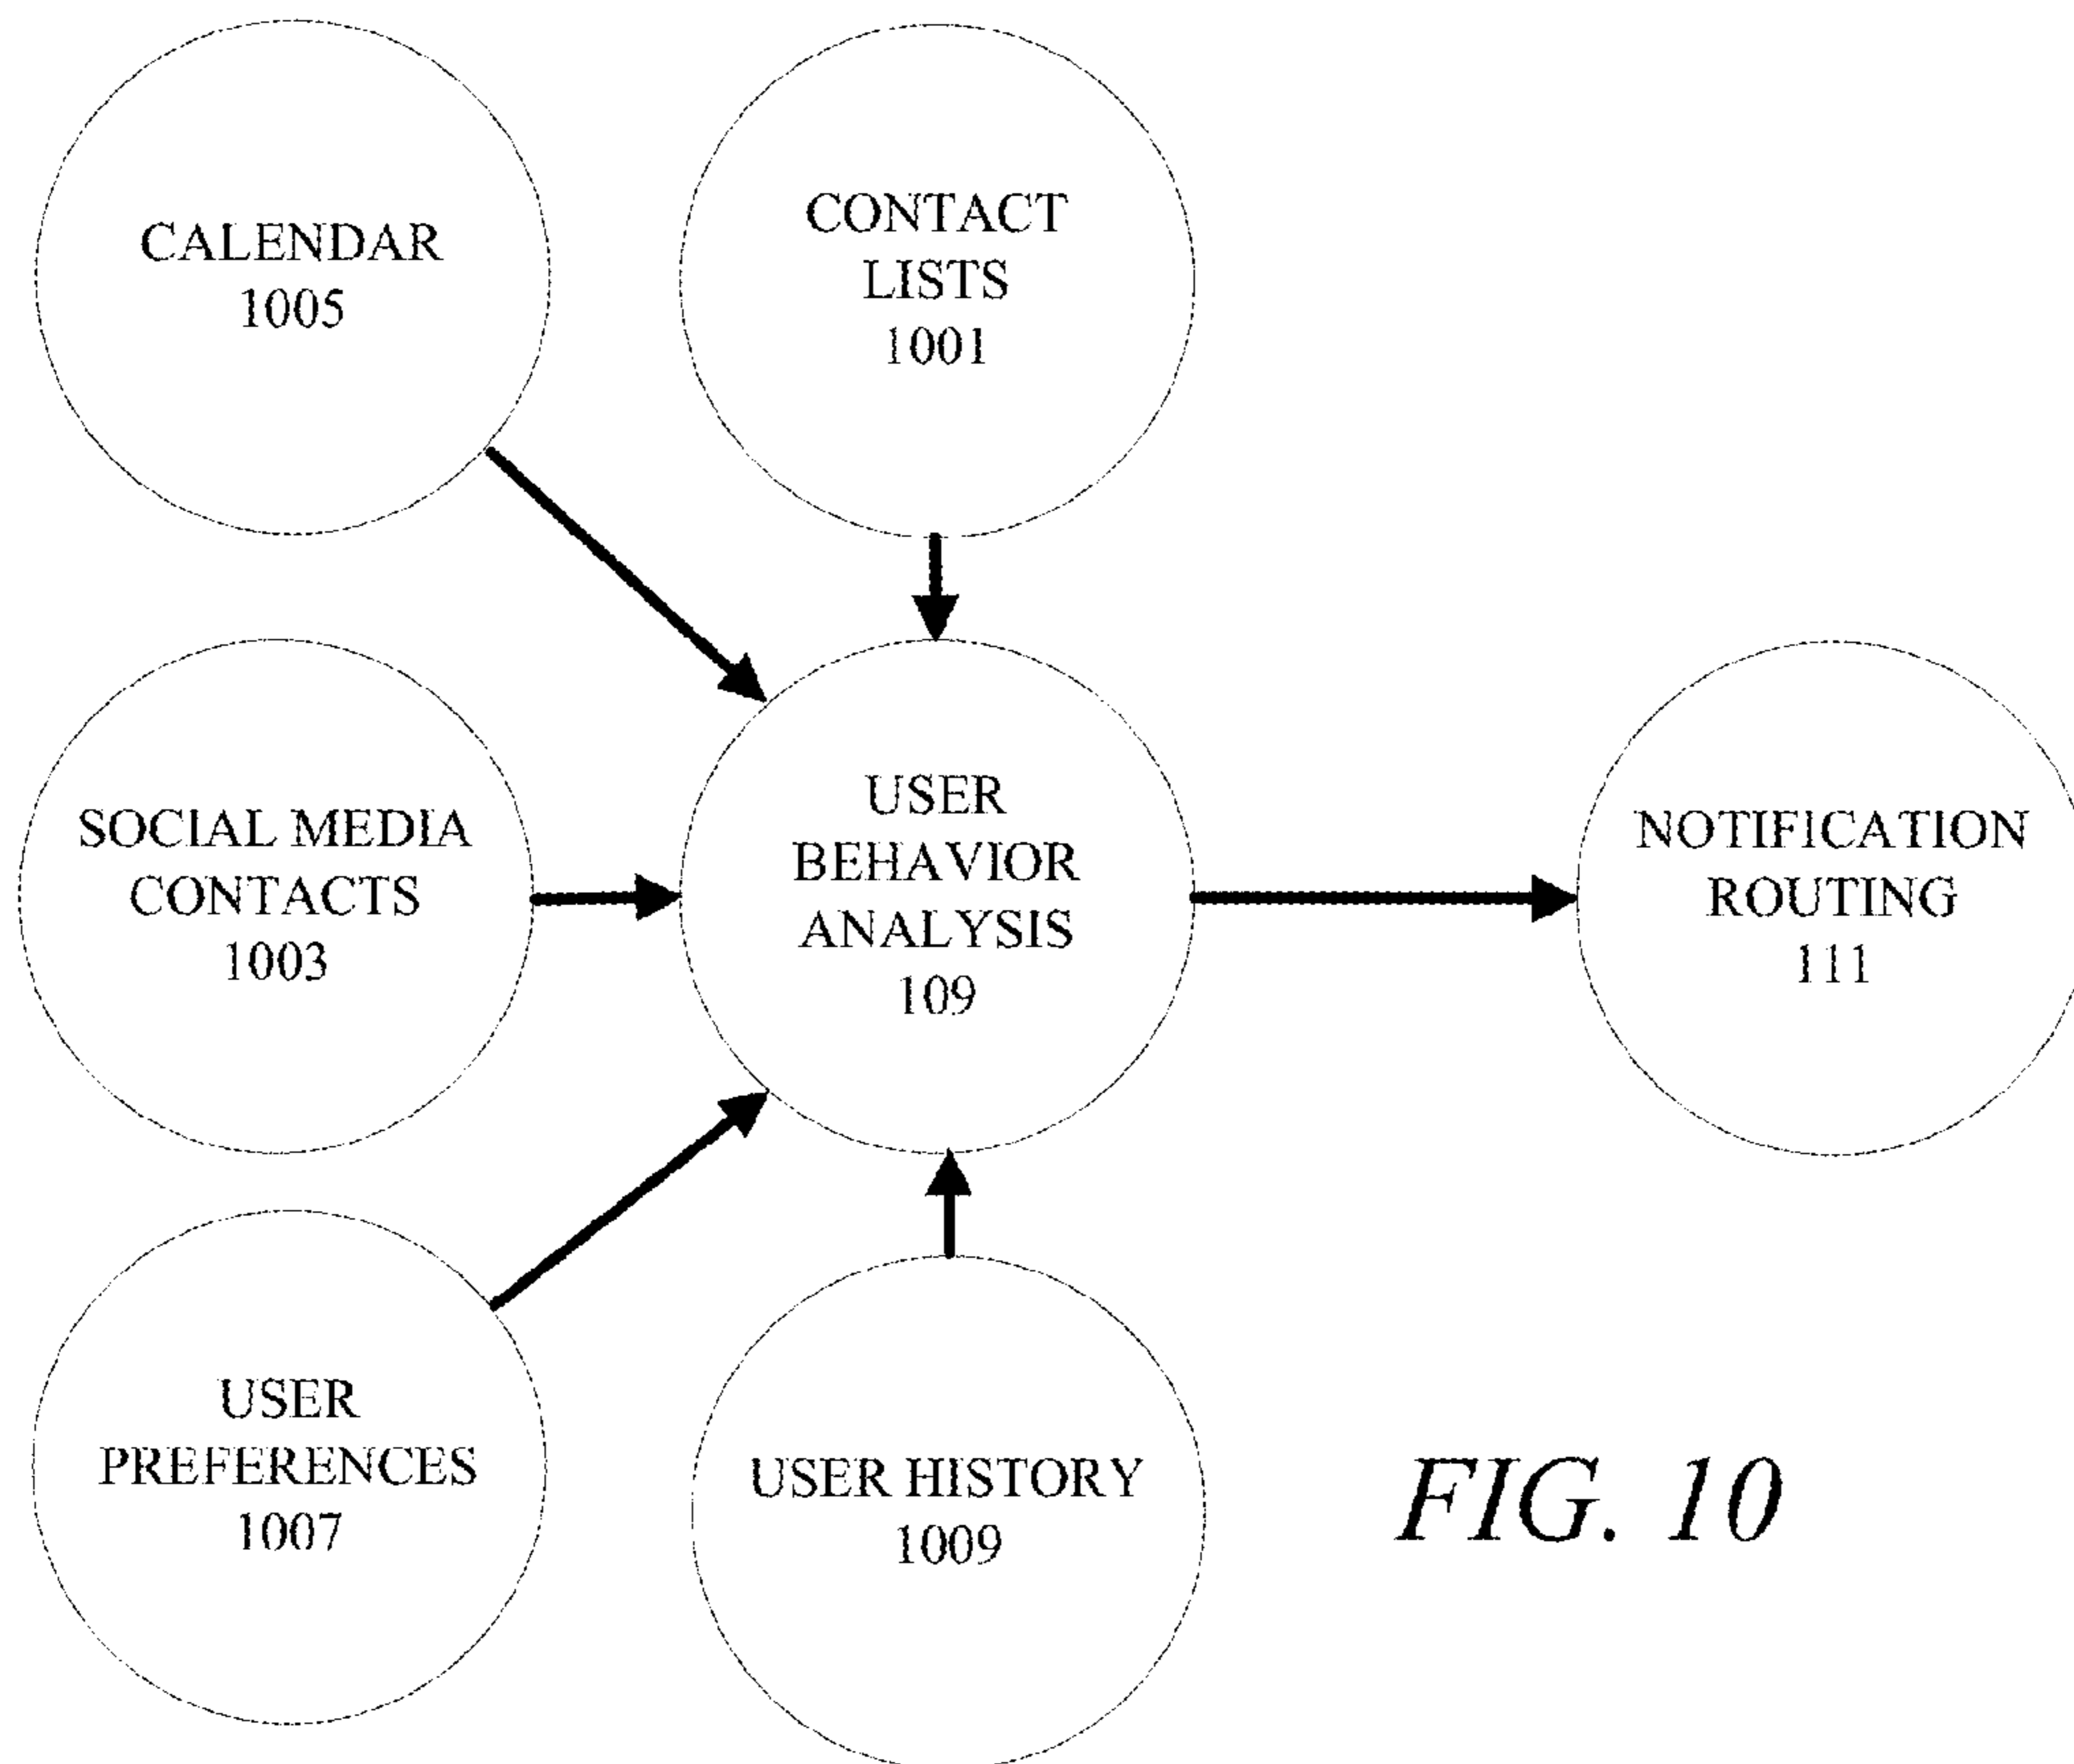 CALENDAR
1005
CONTACT
LISTS
1001
SOCIAL MEDIA
CONTACTS
1003
USER
BEHAVIOR
ANALYSIS
109
NOTIFICATION
ROUTING
111
USER
PREFERENCES
1007
USER HISTORY
1009
FIG. 10